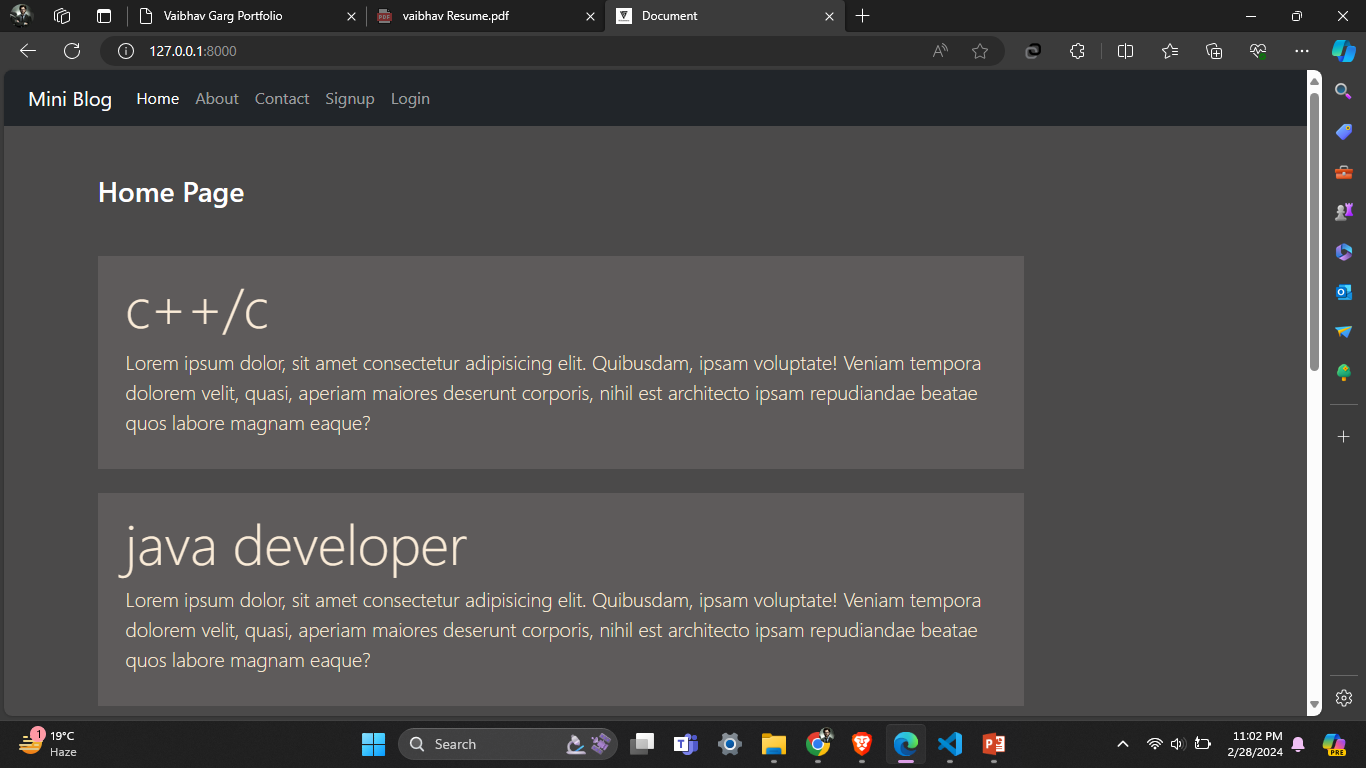 Vaibhav Garg Portfolio
vaibhav Resume.pdf
Document
127.0.0.1:8000
Mini Blog Home About Contact Signup Login
Home Page
c++/c
Lorem ipsum dolor, sit amet consectetur adipisicing elit. Quibusdam, ipsam voluptate! Veniam tempora
dolorem velit, quasi, aperiam maiores deserunt corporis, nihil est architecto ipsam repudiandae beatae
quos labore magnam eaque?
java developer
Lorem ipsum dolor, sit amet consectetur adipisicing elit. Quibusdam, ipsam voluptate! Veniam tempora
dolorem velit, quasi, aperiam maiores deserunt corporis, nihil est architecto ipsam repudiandae beatae
quos labore magnam eaque?
1
19°C
Haze
Search
11:02 PM
2/28/2024
PRE